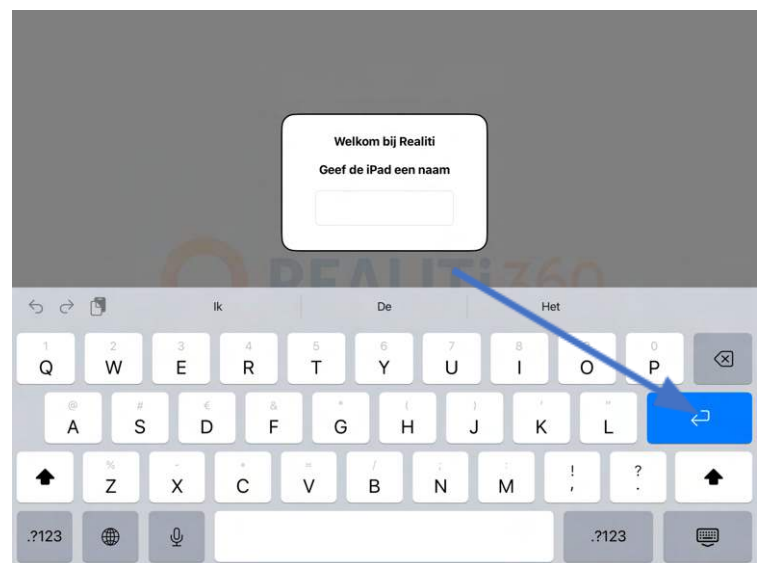 Welkom bij Realiti
Geef de iPad een naam
REALITi360
Ik De Het
1 2 3 4 5 6 7 8 9 0
Q W E R T Y U I O P
@ # € & * ( ) ' "
A S D F G H J K L
% - + = / ; : ! ?
Z X C V B N M , .
.?123 .?123